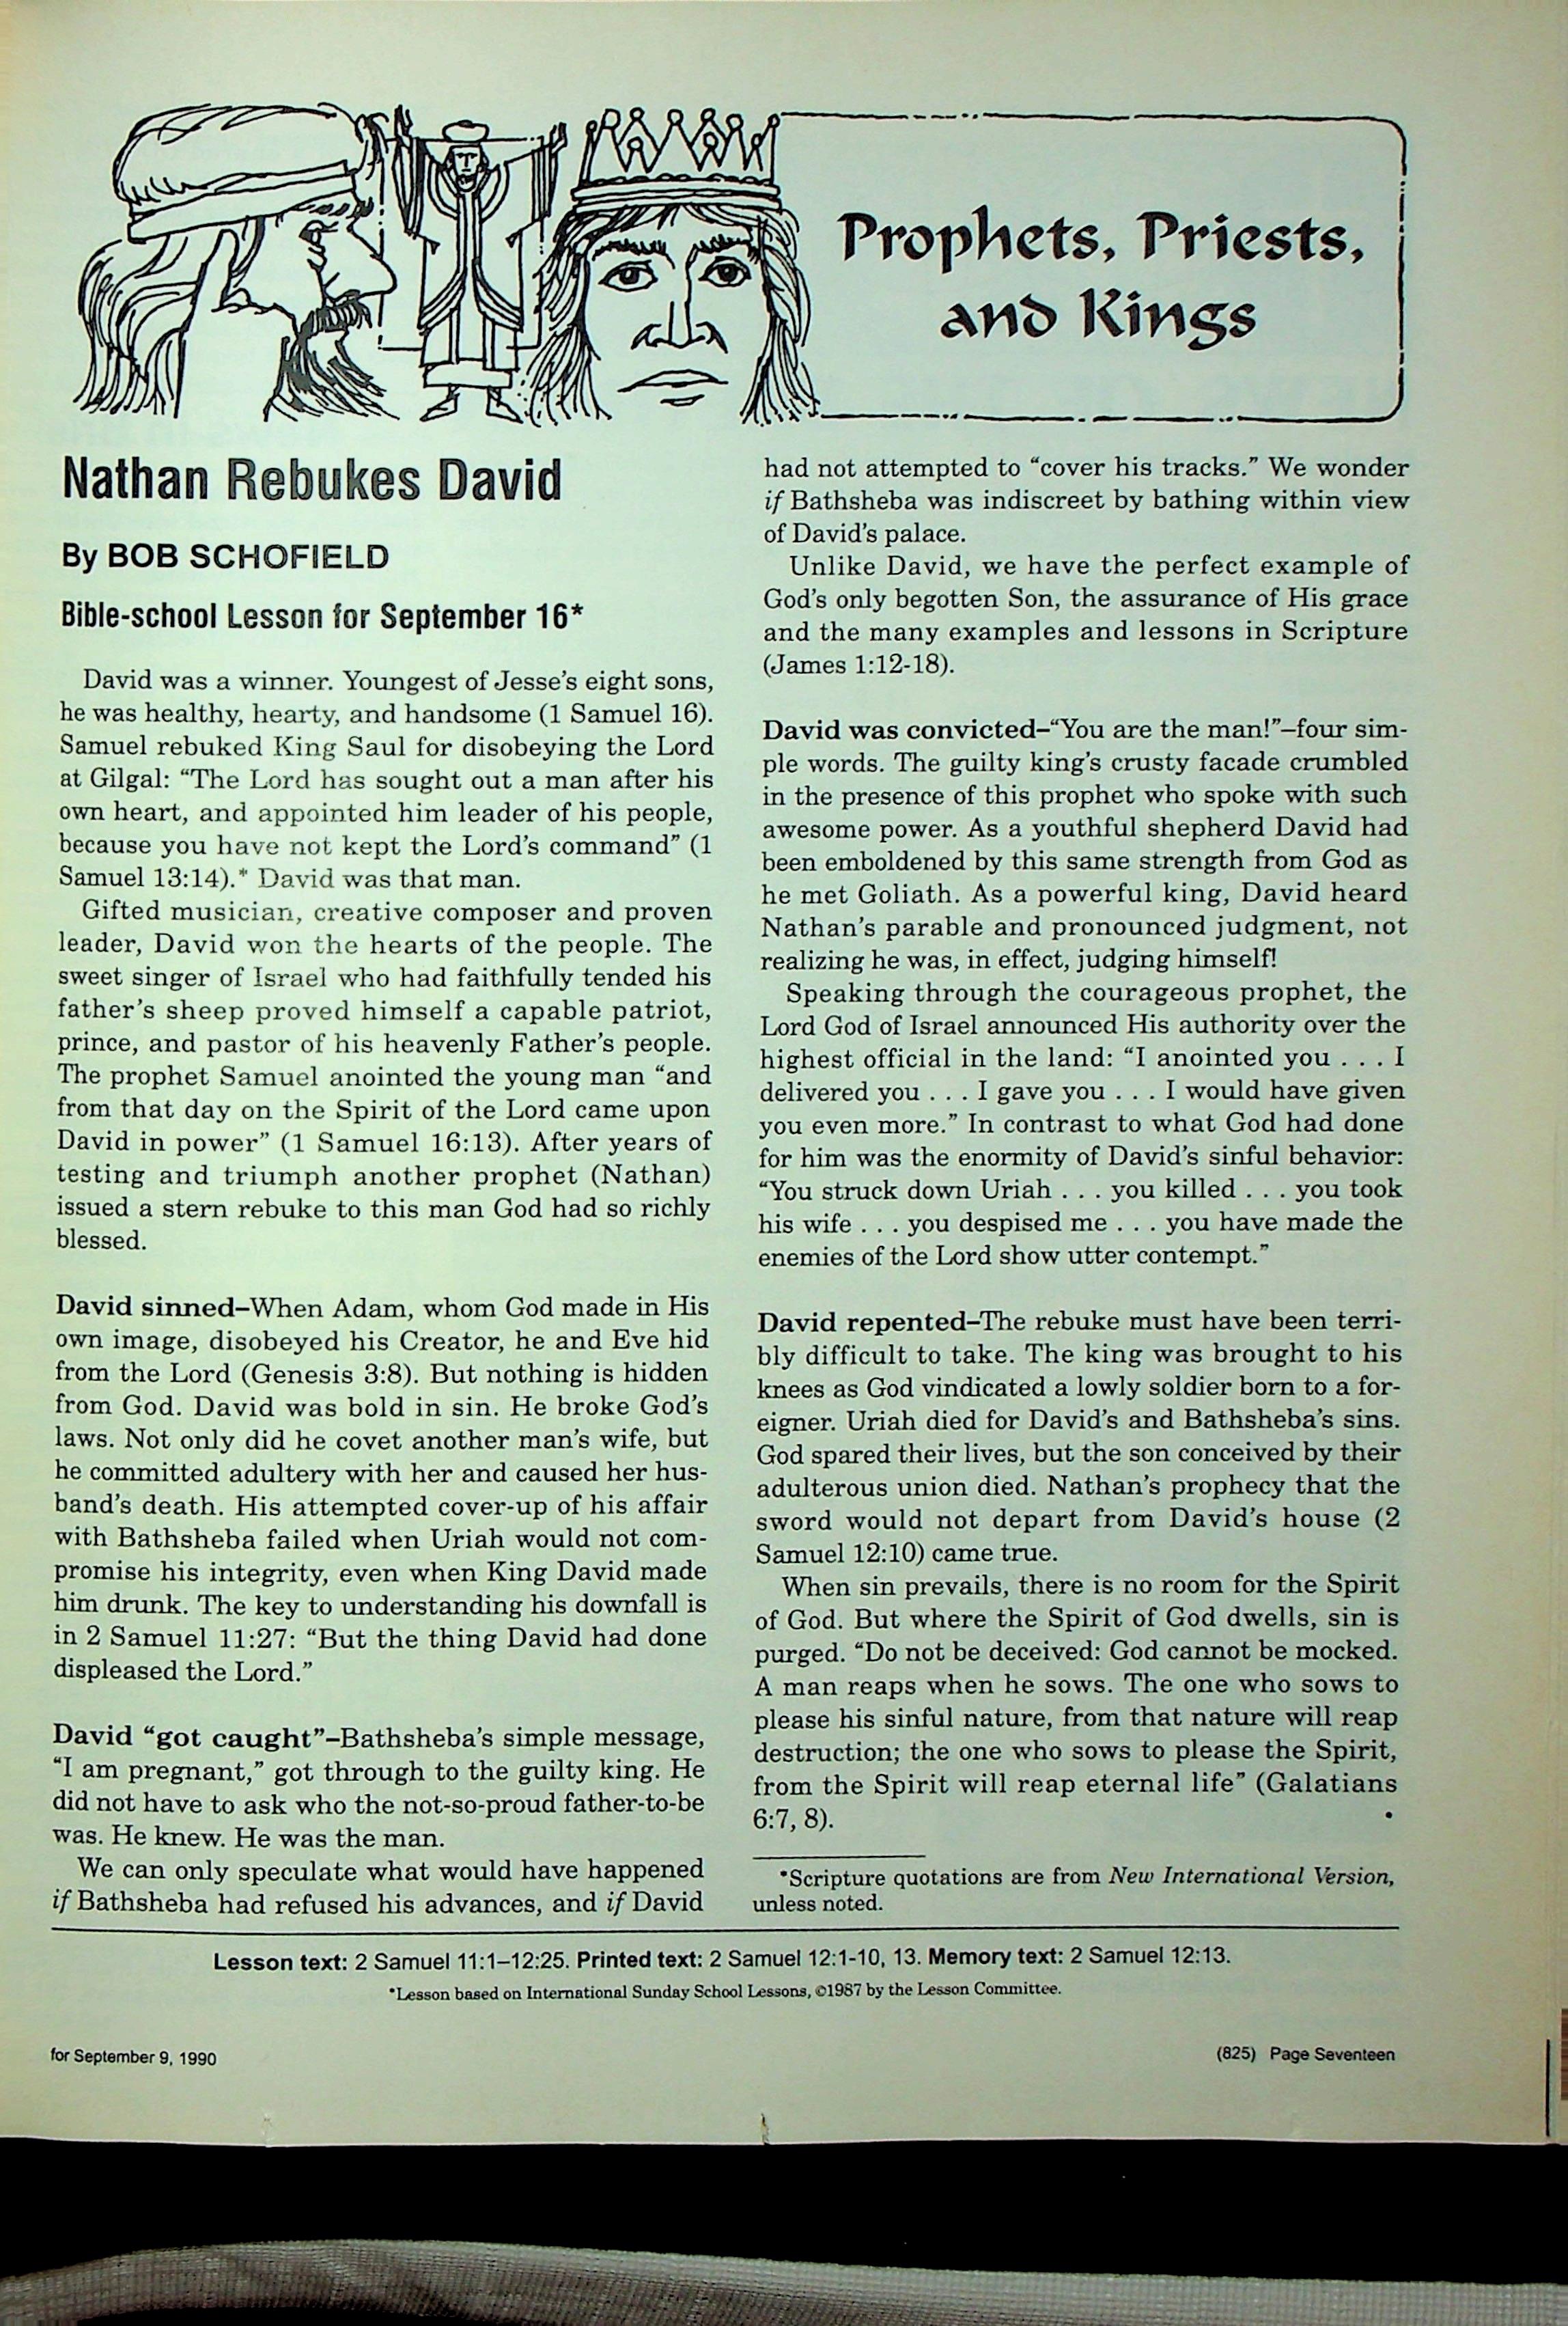 Prophets, Priests,
and Kings
Nathan Rebukes David
By BOB SCHOFIELD
Bible-school Lesson for September 16*
David was a winner. Youngest of Jesse's eight sons,
he was healthy, hearty, and handsome (1 Samuel 16).
Samuel rebuked King Saul for disobeying the Lord
at Gilgal: “The Lord has sought out a man after his
own heart, and appointed him leader of his people,
because you have not kept the Lord's command” (1
Samuel 13:14).* David was that man.
Gifted musician, creative composer and proven
leader, David won the hearts of the people. The
sweet singer of Israel who had faithfully tended his
father's sheep proved himself a capable patriot,
prince, and pastor of his heavenly Father's people.
The prophet Samuel anointed the young man “and
from that day on the Spirit of the Lord came upon
David in power” (1 Samuel 16:13). After years of
testing and triumph another prophet (Nathan)
issued a stern rebuke to this man God had so richly
blessed.
David sinned–When Adam, whom God made in His
own image, disobeyed his Creator, he and Eve hid
from the Lord (Genesis 3:8). But nothing is hidden
from God. David was bold in sin. He broke God's
laws. Not only did he covet another man's wife, but
he committed adultery with her and caused her hus-
band's death. His attempted cover-up of his affair
with Bathsheba failed when Uriah would not com-
promise his integrity, even when King David made
him drunk. The key to understanding his downfall is
in 2 Samuel 11:27: “But the thing David had done
displeased the Lord.”
David “got caught”–Bathsheba's simple message,
“I am pregnant,” got through to the guilty king. He
did not have to ask who the not-so-proud father-to-be
was. He knew. He was the man.
We can only speculate what would have happened
if Bathsheba had refused his advances, and if David
had not attempted to “cover his tracks.” We wonder
if Bathsheba was indiscreet by bathing within view
of David's palace.
Unlike David, we have the perfect example of
God's only begotten Son, the assurance of His grace
and the many examples and lessons in Scripture
(James 1:12-18).
David was convicted–“You are the man!”–four sim-
ple words. The guilty king's crusty facade crumbled
in the presence of this prophet who spoke with such
awesome power. As a youthful shepherd David had
been emboldened by this same strength from God as
he met Goliath. As a powerful king, David heard
Nathan's parable and pronounced judgment, not
realizing he was, in effect, judging himself!
Speaking through the courageous prophet, the
Lord God of Israel announced His authority over the
highest official in the land: “I anointed you . . . I
delivered you . . . I gave you . . . I would have given
you even more.” In contrast to what God had done
for him was the enormity of David's sinful behavior:
“You struck down Uriah . . . you killed . . . you took
his wife . . . you despised me . . . you have made the
enemies of the Lord show utter contempt.”
David repented–The rebuke must have been terri-
bly difficult to take. The king was brought to his
knees as God vindicated a lowly soldier born to a for-
eigner. Uriah died for David's and Bathsheba's sins.
God spared their lives, but the son conceived by their
adulterous union died. Nathan's prophecy that the
sword would not depart from David's house (2
Samuel 12:10) came true.
When sin prevails, there is no room for the Spirit
of God. But where the Spirit of God dwells, sin is
purged. “Do not be deceived: God cannot be mocked.
A man reaps when he sows. The one who sows to
please his sinful nature, from that nature will reap
destruction; the one who sows to please the Spirit,
from the Spirit will reap eternal life” (Galatians
6:7, 8). •
*Scripture quotations are from New International Version,
unless noted.
Lesson text: 2 Samuel 11:1–12:25. Printed text: 2 Samuel 12:1-10, 13. Memory text: 2 Samuel 12:13.
*Lesson based on International Sunday School Lessons, ©1987 by the Lesson Committee.
for September 9, 1990
(825) Page Seventeen